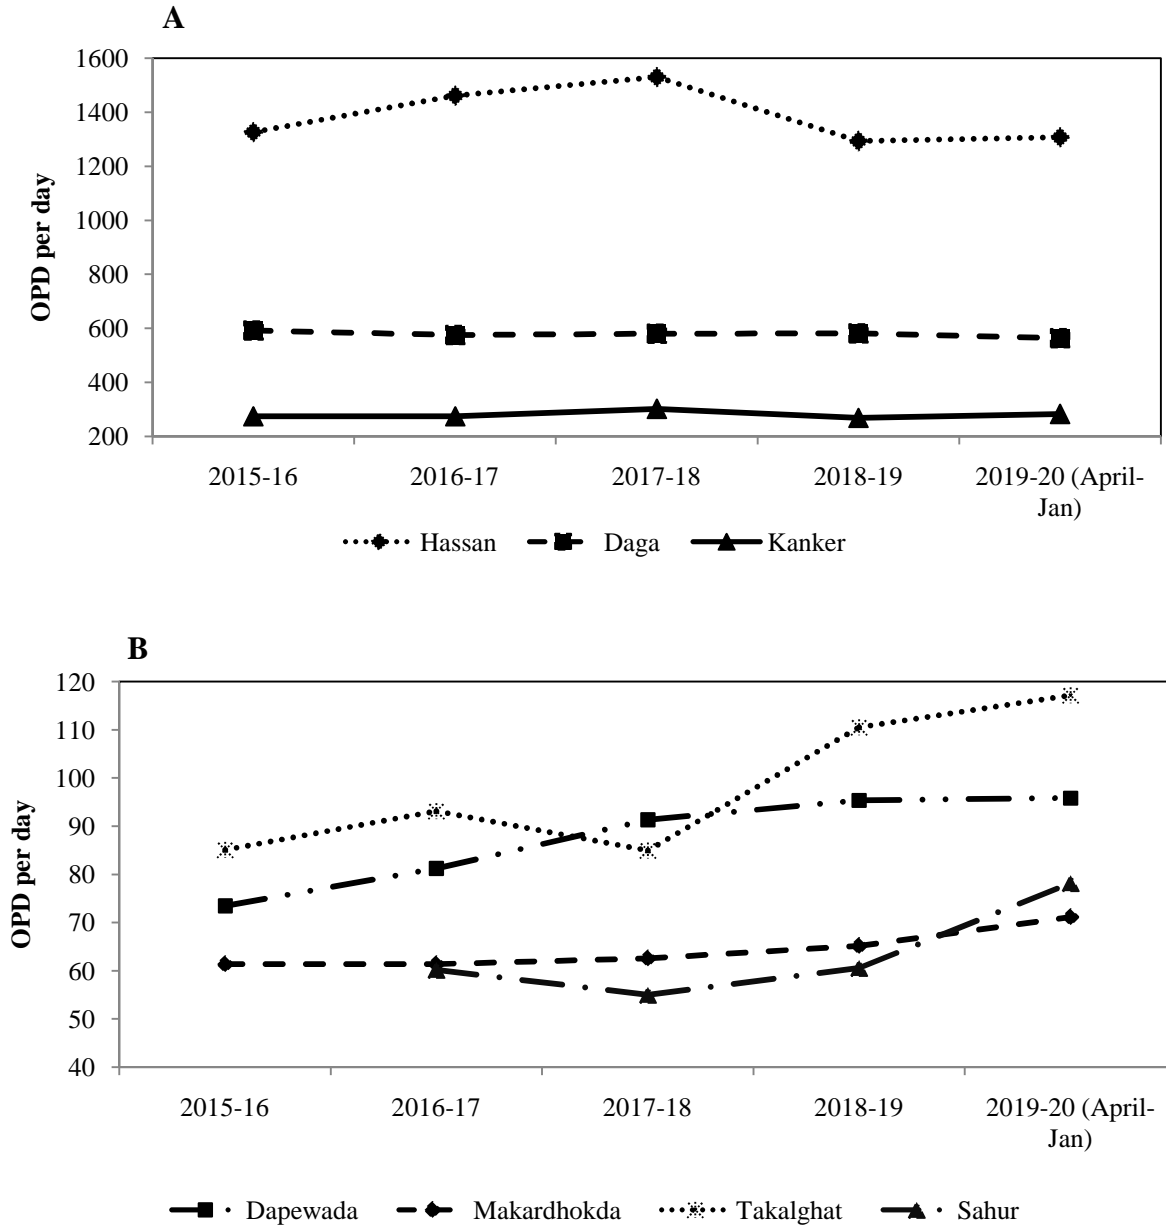 A
1600
1400
1200
1000
800
600
400
200
OPD per day
2015-16 2016-17 2017-18 2018-19 2019-20 (April-
Jan)
Hassan Daga Kanker
B
120
110
100
90
80
70
60
50
40
OPD per day
2015-16 2016-17 2017-18 2018-19 2019-20 (April-
Jan)
Dapewada Makardhokda Takalghat Sahur